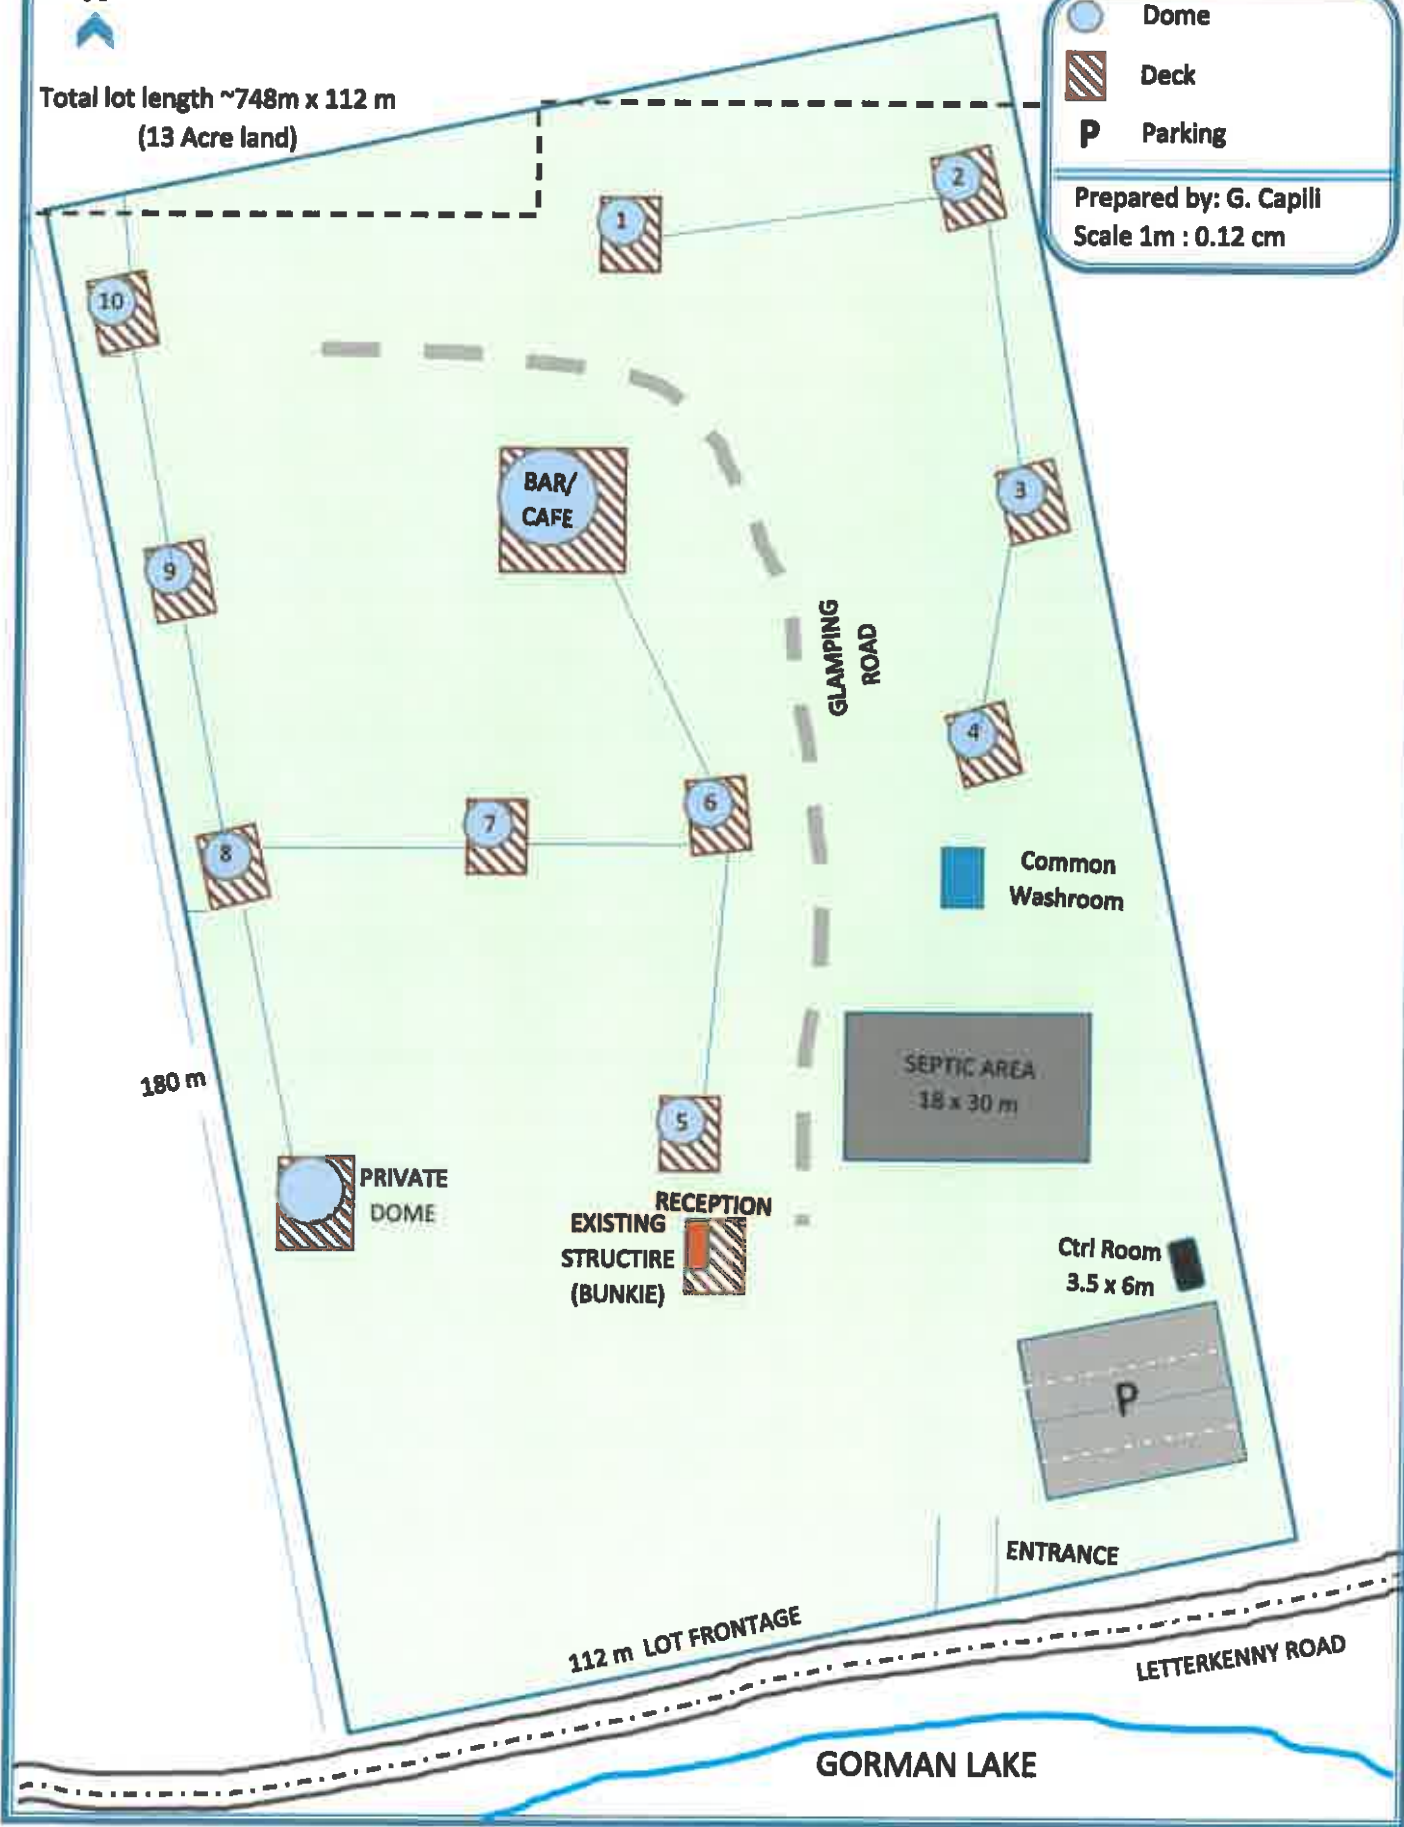 Total lot length ~748m x 112 m
(13 Acre land)
Dome
Deck
P Parking
Prepared by: G. Capili
Scale 1m : 0.12 cm
1
2
10
BAR/
CAFE
3
9
GLAMPING
ROAD
4
6
7
8
Common
Washroom
SEPTIC AREA
18 x 30 m
180 m
5
PRIVATE
DOME
RECEPTION
EXISTING
STRUCTIRE
(BUNKIE)
Ctrl Room
3.5 x 6m
P
ENTRANCE
112 m LOT FRONTAGE
LETTERKENNY ROAD
GORMAN LAKE